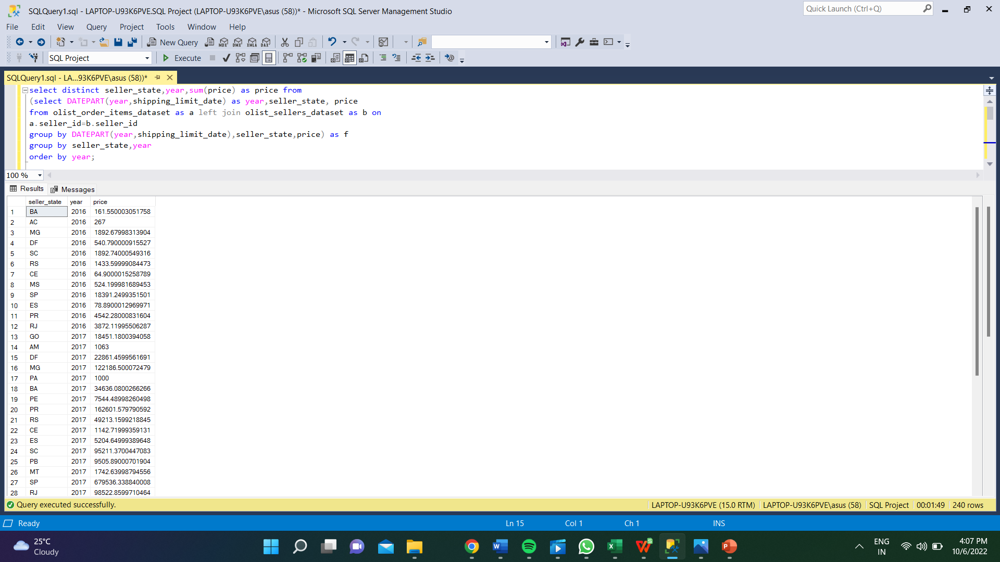 SQLQuery1.sql - LAPTOP-U93K6PVE.SQL Project (LAPTOP-U93K6PVE\asus (58))* - Microsoft SQL Server Management Studio
Quick Launch (Ctrl+Q)
File Edit View Query Project Tools Window Help
New Query MDX DMX XMLA DAX
SQL Project Execute
SQLQuery1.sql - LA...93K6PVE\asus (58))*
select distinct seller_state,year,sum(price) as price from
(select DATEPART(year,shipping_limit_date) as year,seller_state, price
from olist_order_items_dataset as a left join olist_sellers_dataset as b on
a.seller_id=b.seller_id
group by DATEPART(year,shipping_limit_date),seller_state,price) as f
group by seller_state,year
order by year;
100 %
Results Messages
seller_state year price
1 BA 2016 161.550003051758
2 AC 2016 267
3 MG 2016 1892.67998313904
4 DF 2016 540.790000915527
5 SC 2016 1892.74000549316
6 RS 2016 1433.59999084473
7 CE 2016 64.9000015258789
8 MS 2016 524.199981689453
9 SP 2016 18391.2499351501
10 ES 2016 78.8900012969971
11 PR 2016 4542.28000831604
12 RJ 2016 3872.11995506287
13 GO 2017 18451.1800394058
14 AM 2017 1063
15 DF 2017 22861.4599561691
16 MG 2017 122186.500072479
17 PA 2017 1000
18 BA 2017 34636.0800266266
19 PE 2017 7544.48998260498
20 PR 2017 162601.579790592
21 RS 2017 49213.1599218845
22 CE 2017 1142.71999359131
23 ES 2017 5204.64999389648
24 SC 2017 95211.3700447083
25 PB 2017 9505.89000701904
26 MT 2017 1742.63998794556
27 SP 2017 679536.338840008
28 RJ 2017 98522.8599710464
Query executed successfully. LAPTOP-U93K6PVE (15.0 RTM) LAPTOP-U93K6PVE\asus (58) SQL Project 00:01:49 240 rows
Ready Ln 15 Col 1 Ch 1 INS
25°C
Cloudy
ENG
IN
4:07 PM
10/6/2022